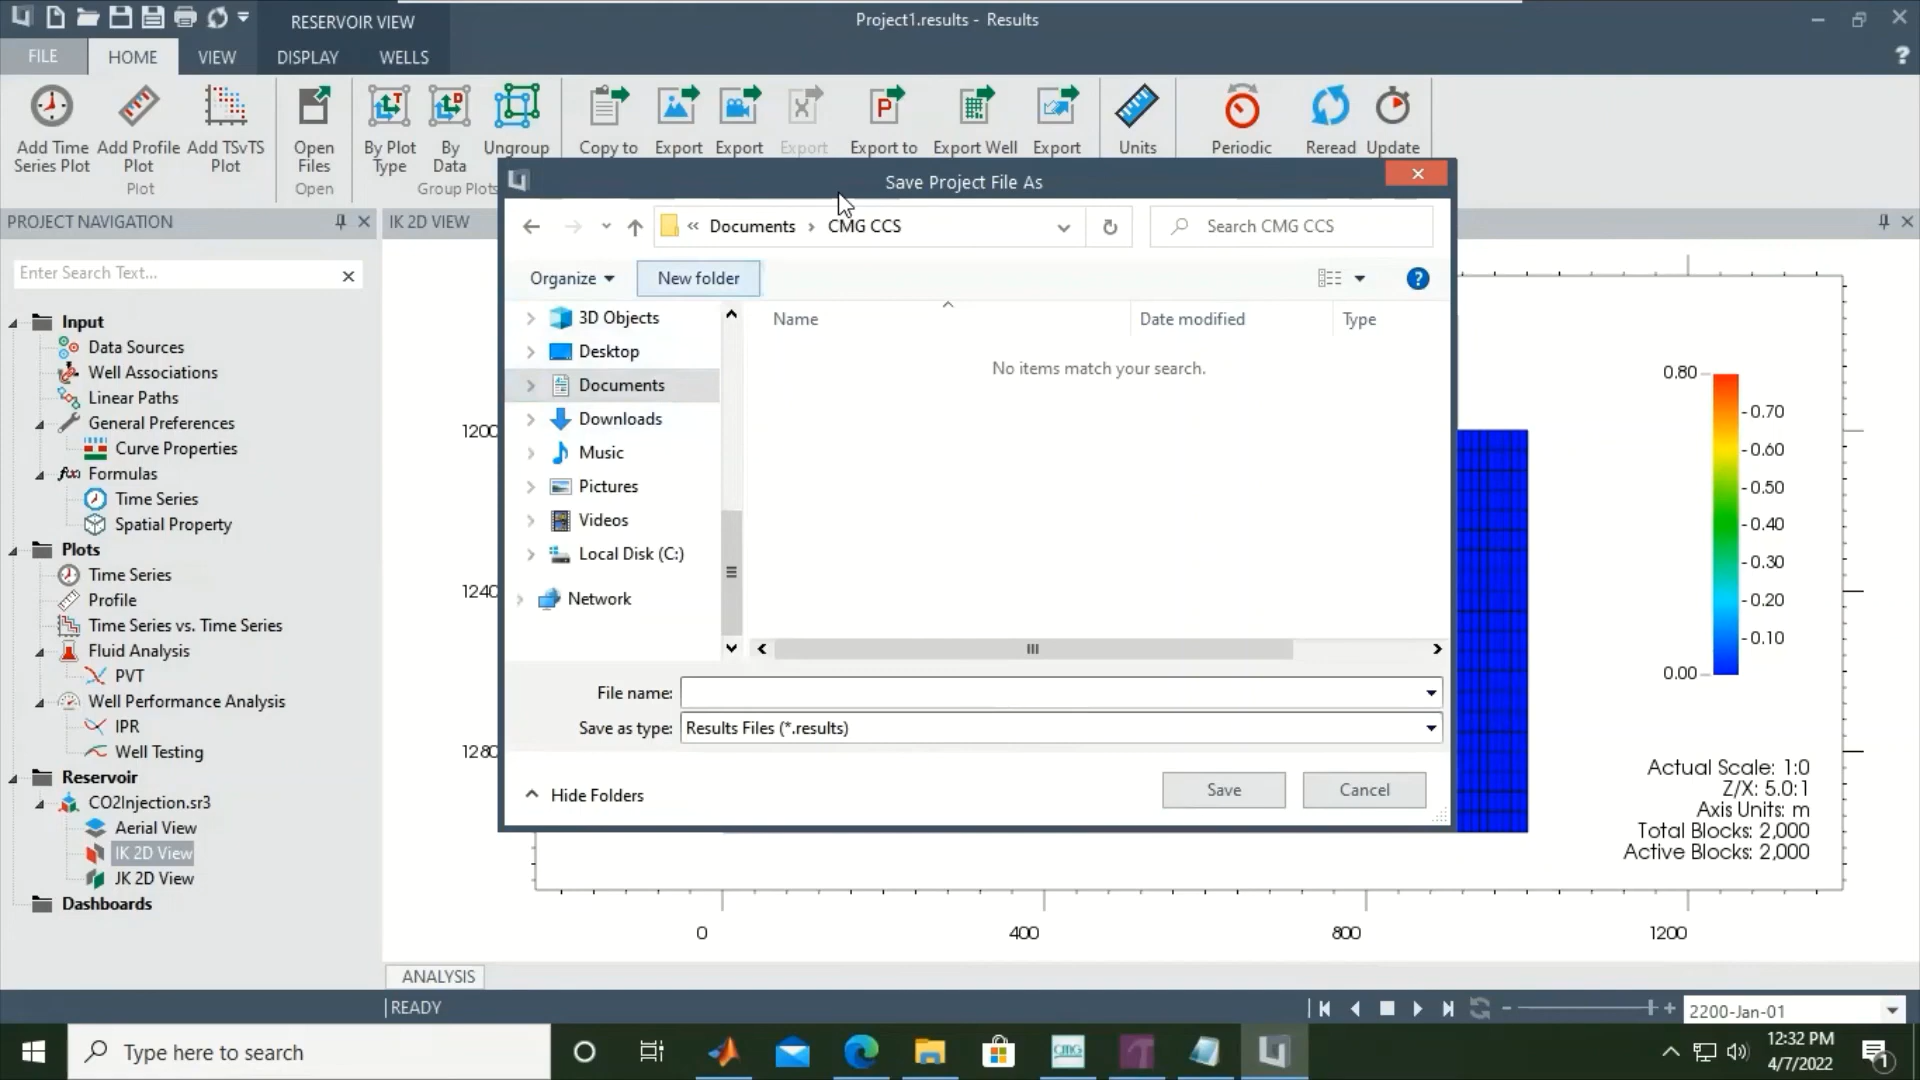 RESERVOIR VIEW
Project1.results - Results
FILE
HOME
VIEW
DISPLAY
WELLS
Add Time Series Plot
Add Profile Plot
Add TSvTS Plot
Open Files
By Plot Type
By Data
Ungroup
Copy to
Export
Export
Export
Export to
Export Well
Export
Units
Periodic
Reread
Update
Plot
Open
Group Plots
PROJECT NAVIGATION
IK 2D VIEW
Enter Search Text...
Input
Data Sources
Well Associations
Linear Paths
General Preferences
Curve Properties
Formulas
Time Series
Spatial Property
Plots
Time Series
Profile
Time Series vs. Time Series
Fluid Analysis
PVT
Well Performance Analysis
IPR
Well Testing
Reservoir
CO2Injection.sr3
Aerial View
IK 2D View
JK 2D View
Dashboards
Save Project File As
« Documents › CMG CCS
Search CMG CCS
Organize
New folder
3D Objects
Desktop
Documents
Downloads
Music
Pictures
Videos
Local Disk (C:)
Network
Name
Date modified
Type
No items match your search.
File name:
Save as type: Results Files (*.results)
Hide Folders
Save
Cancel
1200
1240
1280
0.80
0.70
0.60
0.50
0.40
0.30
0.20
0.10
0.00
Actual Scale: 1:0
Z/X: 5.0:1
Axis Units: m
Total Blocks: 2,000
Active Blocks: 2,000
0
400
800
1200
ANALYSIS
READY
2200-Jan-01
Type here to search
CMG
12:32 PM
4/7/2022
1